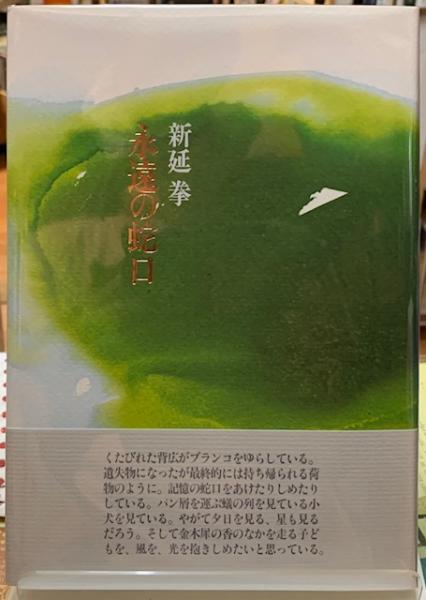 新延拳
永遠の蛇口
くたびれた背広がブランコをゆらしている。
遺失物になったが最終的には持ち帰られる荷
物のように。記憶の蛇口をあけたりしめたり
している。パン屑を運ぶ蟻の列を見ている小
犬を見ている。やがて夕日を見る、星も見る
だろう。そして金木犀の香のなかを走る子ど
もを、風を、光を抱きしめたいと思っている。